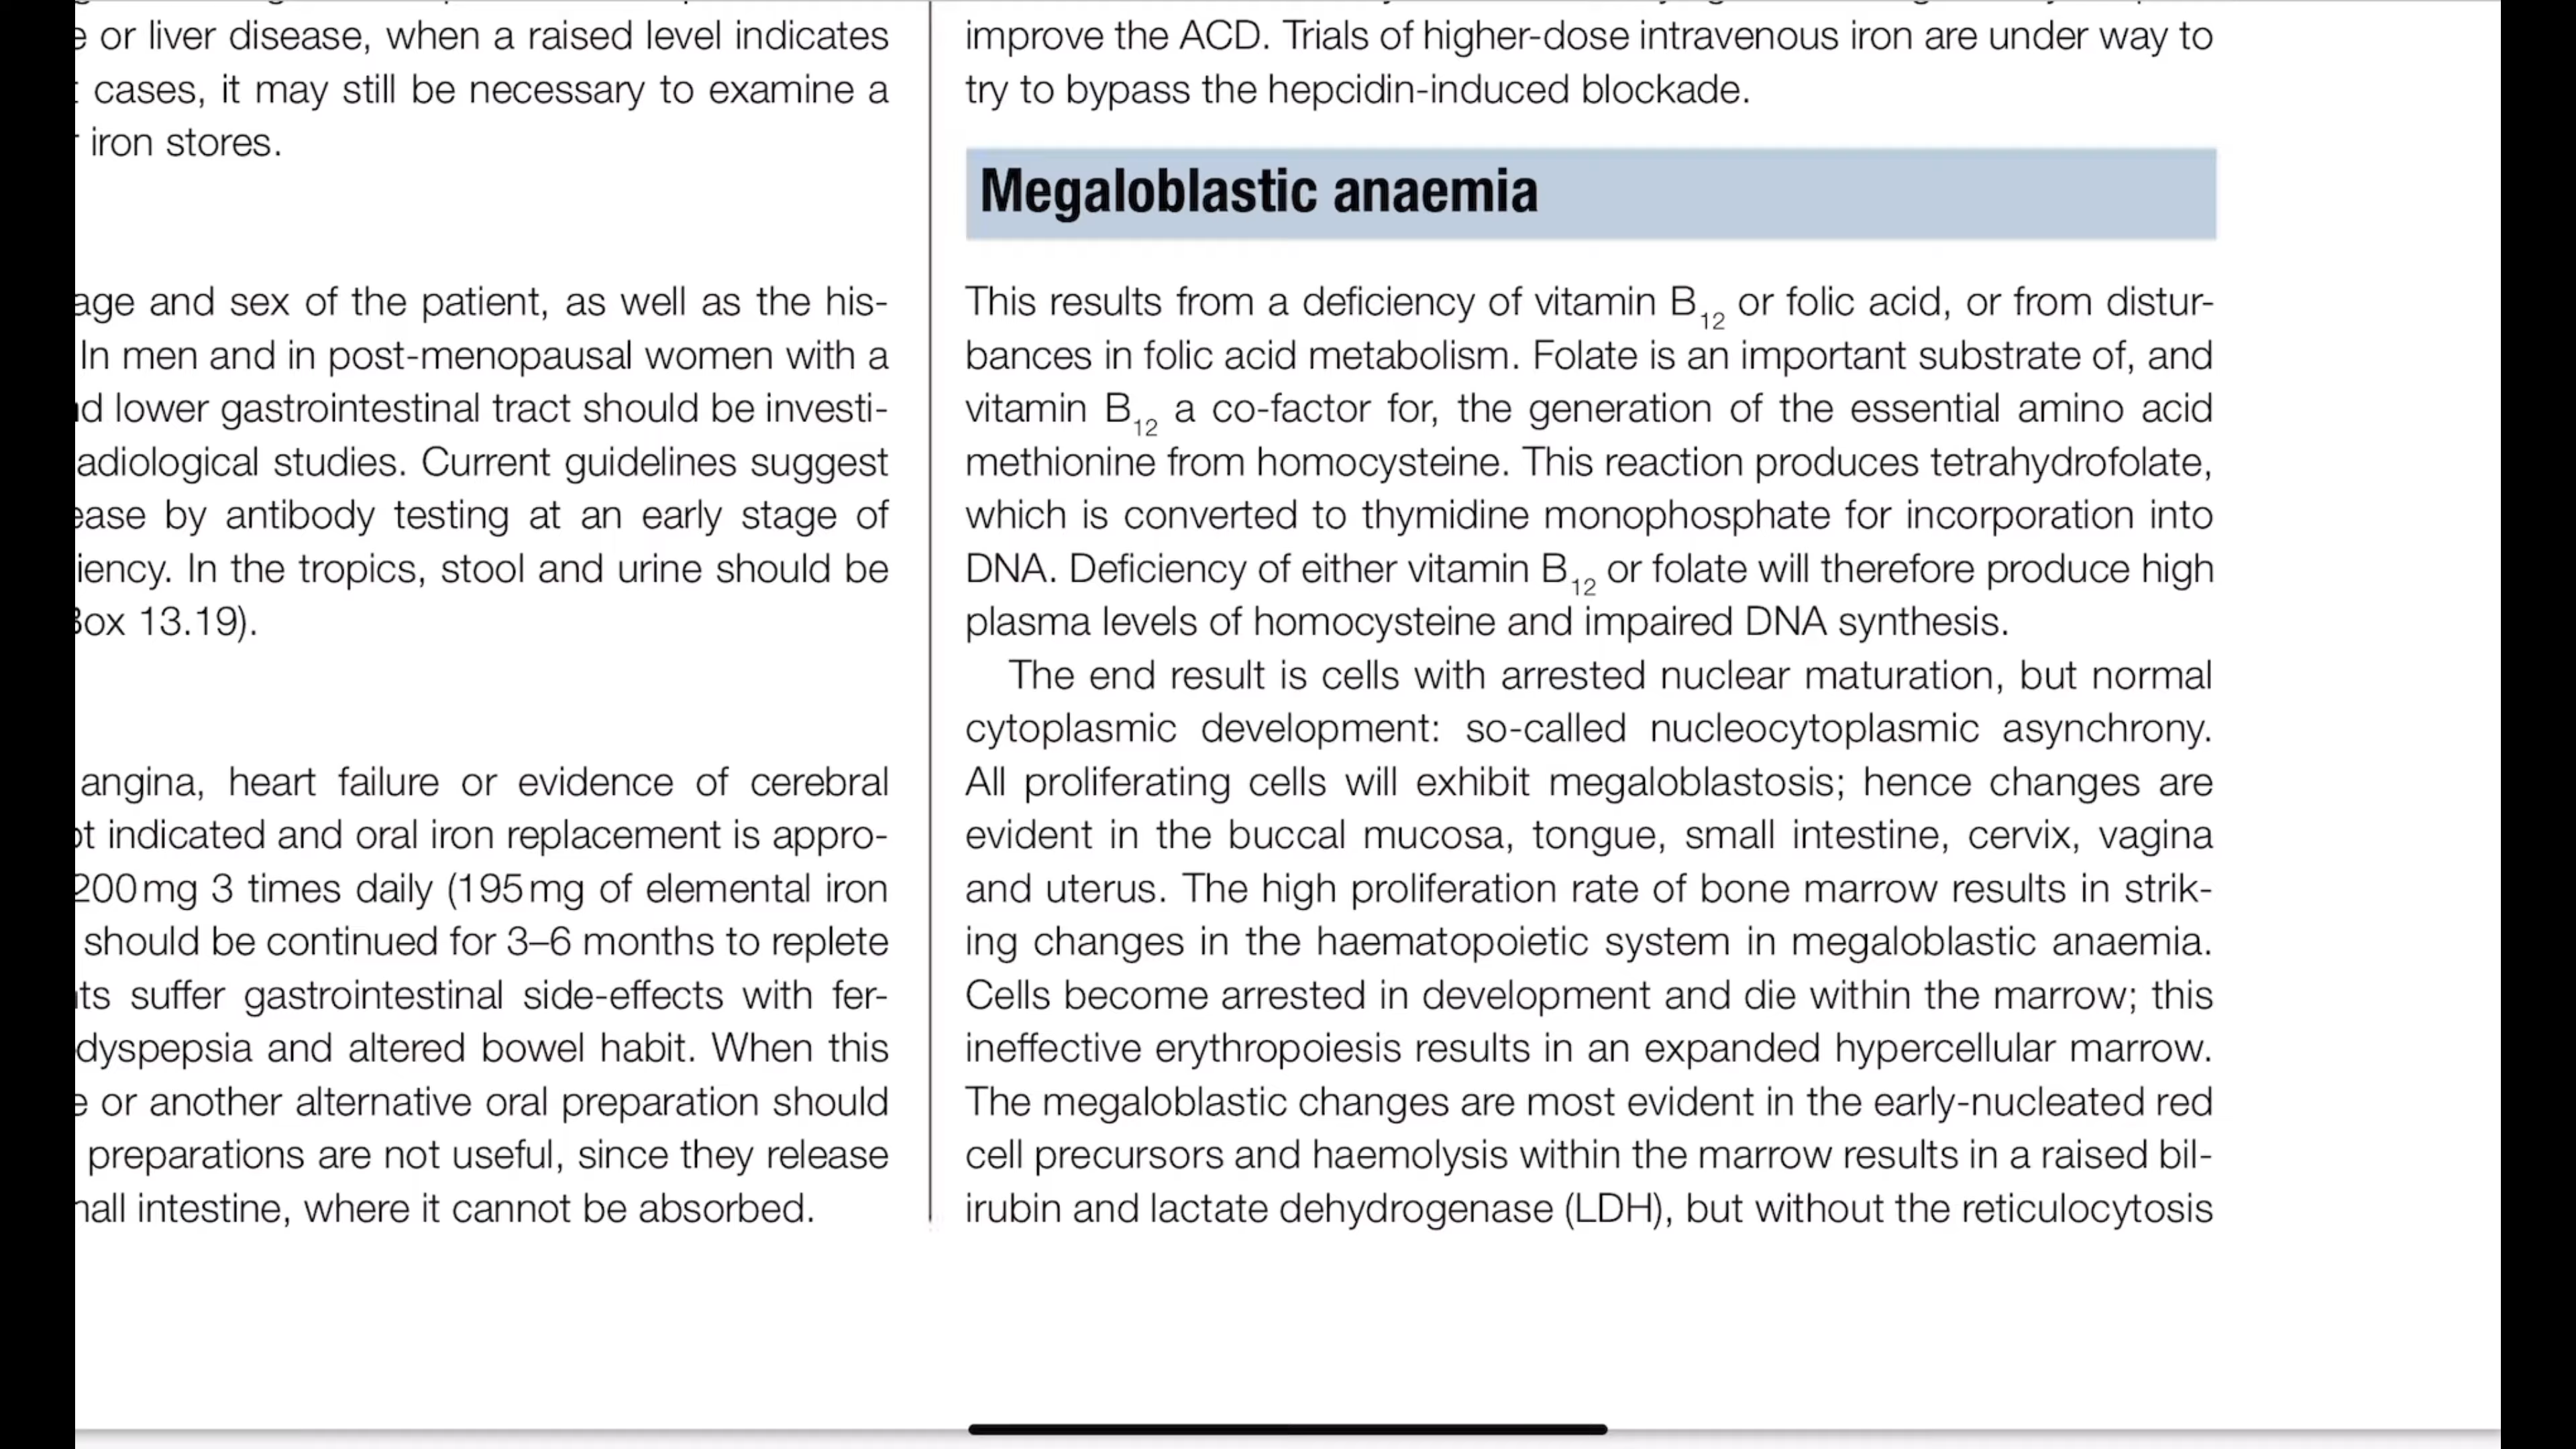 or liver disease, when a raised level indicates
cases, it may still be necessary to examine a
iron stores.
age and sex of the patient, as well as the his-
In men and in post-menopausal women with a
lower gastrointestinal tract should be investi-
adiological studies. Current guidelines suggest
ease by antibody testing at an early stage of
iency. In the tropics, stool and urine should be
Box 13.19).
angina, heart failure or evidence of cerebral
indicated and oral iron replacement is appro-
200 mg 3 times daily (195 mg of elemental iron
should be continued for 3–6 months to replete
ts suffer gastrointestinal side-effects with fer-
dyspepsia and altered bowel habit. When this
or another alternative oral preparation should
preparations are not useful, since they release
all intestine, where it cannot be absorbed.
improve the ACD. Trials of higher-dose intravenous iron are under way to
try to bypass the hepcidin-induced blockade.
Megaloblastic anaemia
This results from a deficiency of vitamin B12 or folic acid, or from distur-
bances in folic acid metabolism. Folate is an important substrate of, and
vitamin B12 a co-factor for, the generation of the essential amino acid
methionine from homocysteine. This reaction produces tetrahydrofolate,
which is converted to thymidine monophosphate for incorporation into
DNA. Deficiency of either vitamin B12 or folate will therefore produce high
plasma levels of homocysteine and impaired DNA synthesis.
The end result is cells with arrested nuclear maturation, but normal
cytoplasmic development: so-called nucleocytoplasmic asynchrony.
All proliferating cells will exhibit megaloblastosis; hence changes are
evident in the buccal mucosa, tongue, small intestine, cervix, vagina
and uterus. The high proliferation rate of bone marrow results in strik-
ing changes in the haematopoietic system in megaloblastic anaemia.
Cells become arrested in development and die within the marrow; this
ineffective erythropoiesis results in an expanded hypercellular marrow.
The megaloblastic changes are most evident in the early-nucleated red
cell precursors and haemolysis within the marrow results in a raised bil-
irubin and lactate dehydrogenase (LDH), but without the reticulocytosis